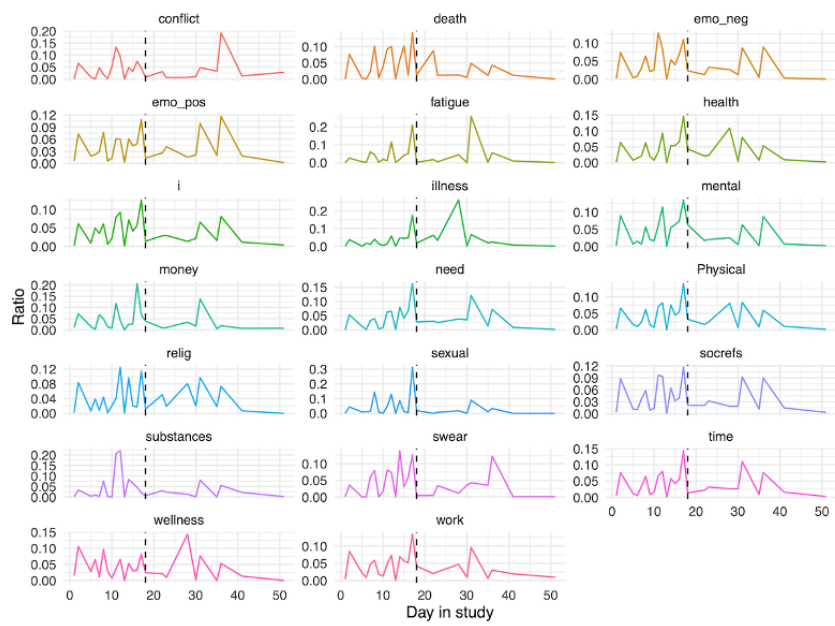 conflict death emo_neg
0.20 0.15 0.10 0.05 0.00
0.10 0.05 0.00
0.10 0.05 0.00
emo_pos fatigue health
0.12 0.09 0.06 0.03 0.00
0.2 0.1 0.0
0.15 0.10 0.05 0.00
i illness mental
0.10 0.05 0.00
0.2 0.1 0.0
0.10 0.05 0.00
money need Physical
0.20 0.15 0.10 0.05 0.00
0.15 0.10 0.05 0.00
0.10 0.05 0.00
relig sexual socrefs
0.12 0.08 0.04 0.00
0.3 0.2 0.1 0.0
0.12 0.09 0.06 0.03 0.00
substances swear time
0.20 0.15 0.10 0.05 0.00
0.10 0.05 0.00
0.15 0.10 0.05 0.00
0 10 20 30 40 50
wellness work
0.15 0.10 0.05 0.00
0.10 0.05 0.00
0 10 20 30 40 50
0 10 20 30 40 50
Ratio
Day in study